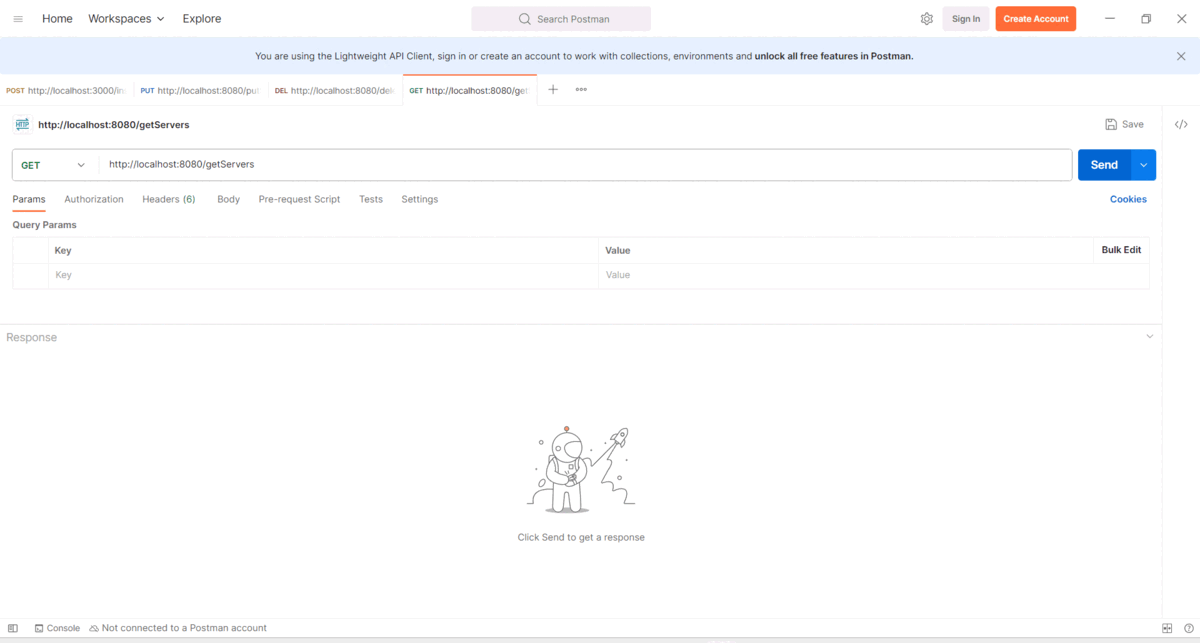 Home Workspaces Explore Search Postman Sign In Create Account
You are using the Lightweight API Client, sign in or create an account to work with collections, environments and unlock all free features in Postman.
POST http://localhost:3000/in PUT http://localhost:8080/put DEL http://localhost:8080/del GET http://localhost:8080/get
HTTP http://localhost:8080/getServers Save
GET http://localhost:8080/getServers Send
Params Authorization Headers (6) Body Pre-request Script Tests Settings Cookies
Query Params
Key Value Bulk Edit
Key Value
Response
Click Send to get a response
Console Not connected to a Postman account